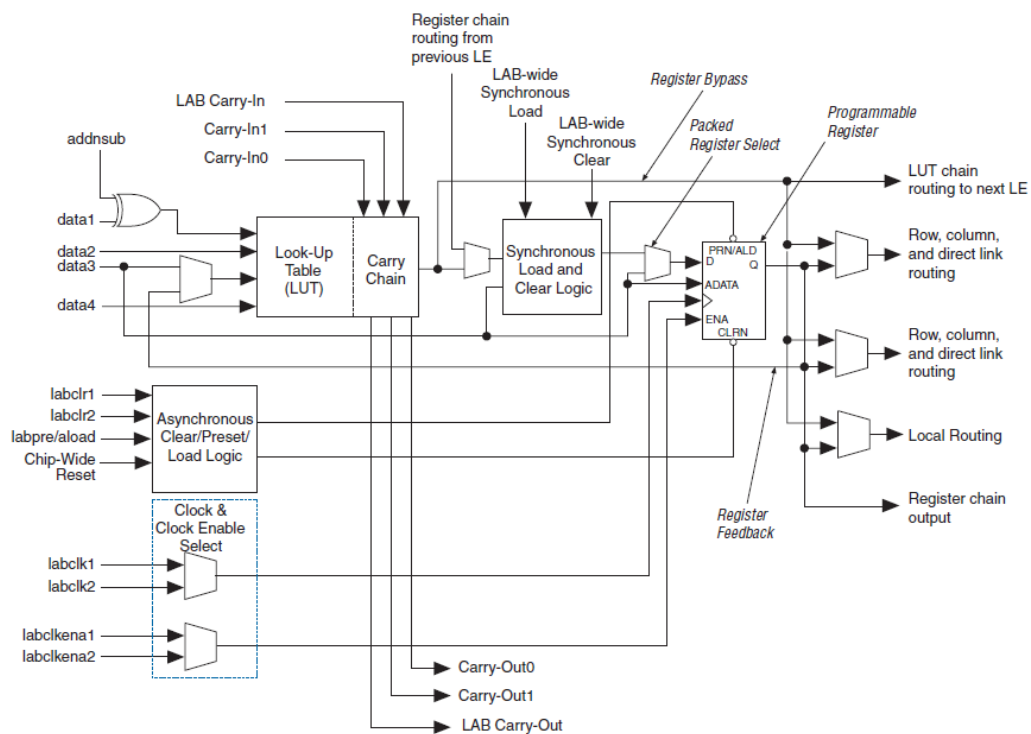 Register chain
routing from
previous LE
LAB-wide
Synchronous
Load
LAB-wide
Synchronous
Clear
Register Bypass
Packed
Register Select
Programmable
Register
LAB Carry-In
Carry-In1
Carry-In0
addnsub
data1
data2
data3
data4
Look-Up
Table
(LUT)
Carry
Chain
Synchronous
Load and
Clear Logic
PRN/ALD
D
Q
ADATA
ENA
CLRN
LUT chain
routing to next LE
Row, column,
and direct link
routing
Row, column,
and direct link
routing
Local Routing
Register chain
output
Register
Feedback
labclr1
labclr2
labpre/aload
Chip-Wide
Reset
Asynchronous
Clear/Preset/
Load Logic
Clock &
Clock Enable
Select
labclk1
labclk2
labclkena1
labclkena2
Carry-Out0
Carry-Out1
LAB Carry-Out